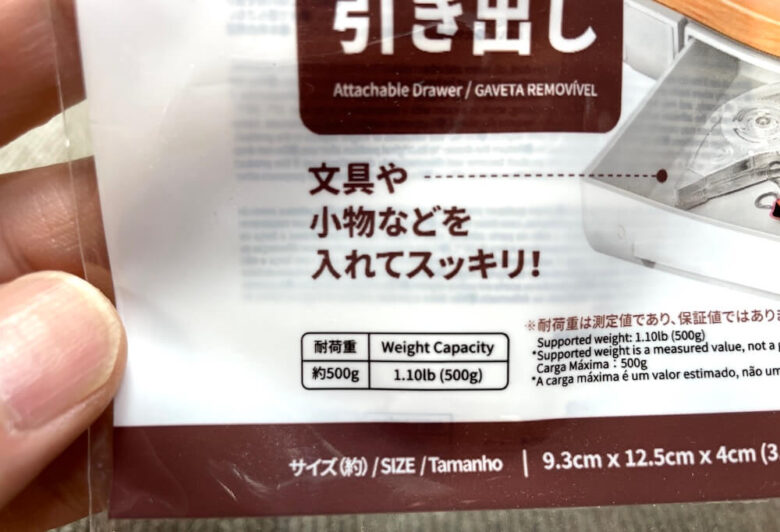 引き出し
Attachable Drawer / GAVETA REMOVÍVEL
文具や
小物などを
入れてスッキリ!
※耐荷重は測定値であり、保証値ではあり
Supported weight: 1.10lb (500g)
*Supported weight is a measured value, not a
Carga Máxima : 500g
*A carga máxima é um valor estimado, não um
耐荷重 Weight Capacity
約500g 1.10lb (500g)
サイズ(約)/SIZE/Tamanho | 9.3cm x 12.5cm x 4cm (3.